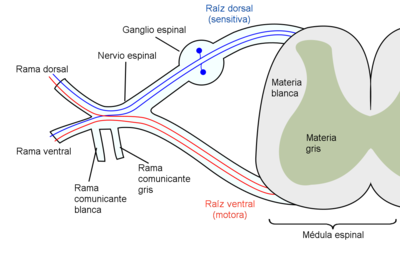 Raíz dorsal
(sensitiva)
Ganglio espinal
Nervio espinal
Rama dorsal
Materia
blanca
Materia
gris
Rama ventral
Rama
comunicante
gris
Rama
comunicante
blanca
Raíz ventral
(motora)
Médula espinal